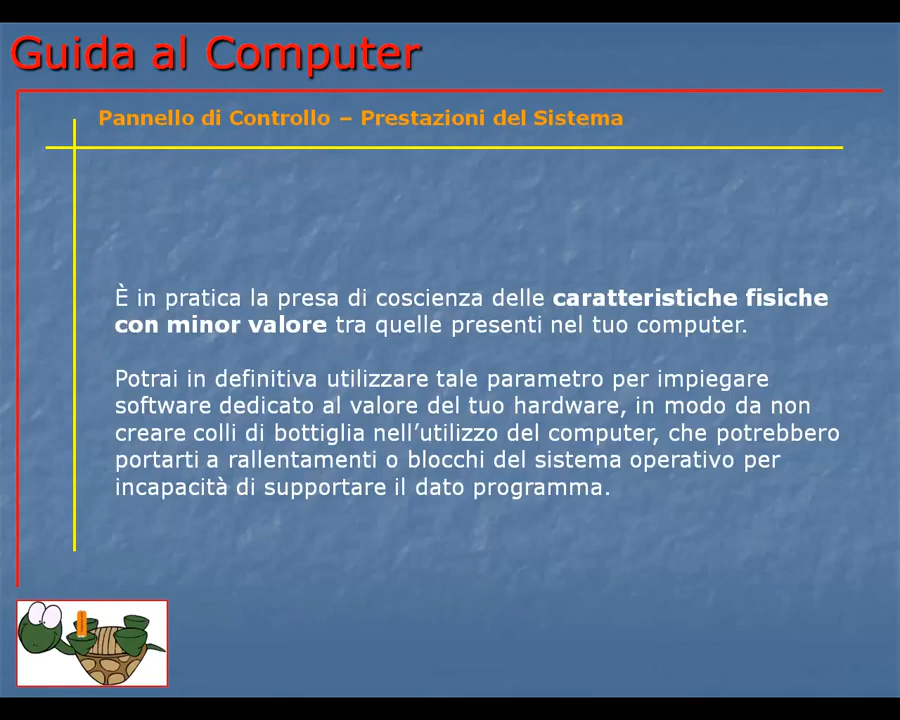 Guida al Computer
Pannello di Controllo – Prestazioni del Sistema
È in pratica la presa di coscienza delle caratteristiche fisiche
con minor valore tra quelle presenti nel tuo computer.
Potrai in definitiva utilizzare tale parametro per impiegare
software dedicato al valore del tuo hardware, in modo da non
creare colli di bottiglia nell’utilizzo del computer, che potrebbero
portarti a rallentamenti o blocchi del sistema operativo per
incapacità di supportare il dato programma.